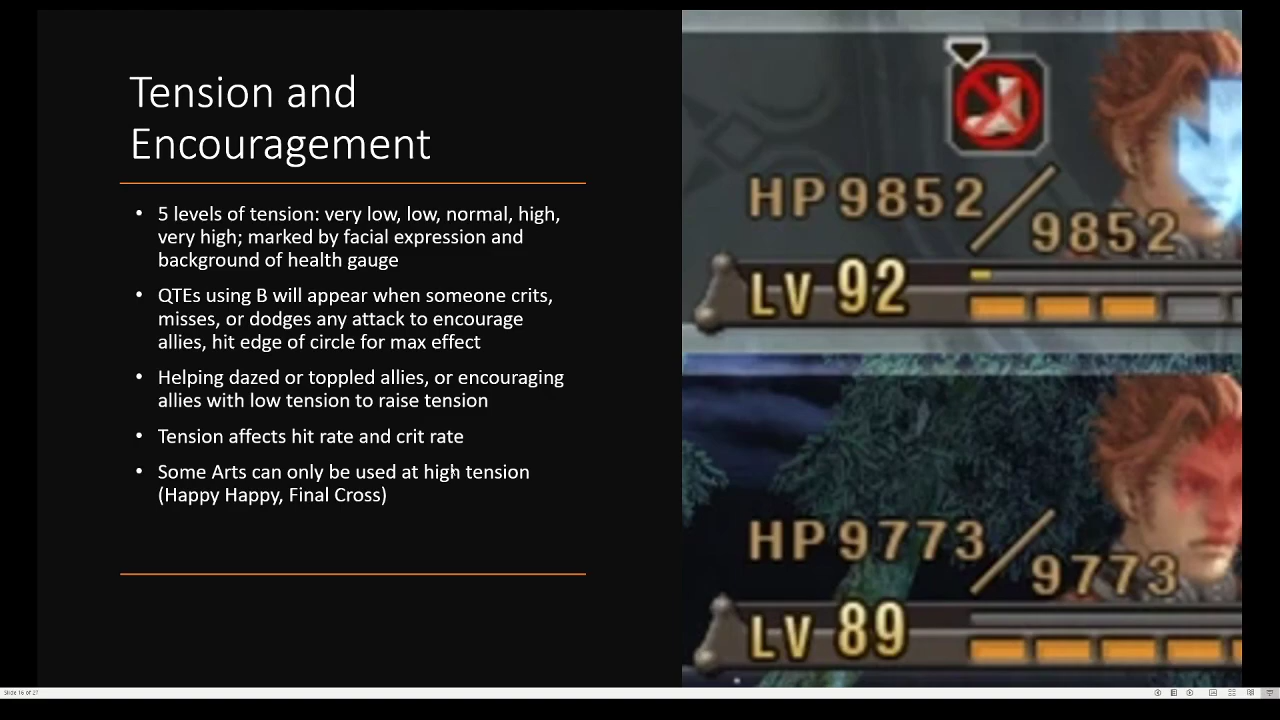 Tension and
Encouragement
• 5 levels of tension: very low, low, normal, high,
very high; marked by facial expression and
background of health gauge
• QTEs using B will appear when someone crits,
misses, or dodges any attack to encourage
allies, hit edge of circle for max effect
• Helping dazed or toppled allies, or encouraging
allies with low tension to raise tension
• Tension affects hit rate and crit rate
• Some Arts can only be used at high tension
(Happy Happy, Final Cross)
HP 9852/9852
LV 92
HP 9773/9773
LV 89
Slide 16 of 27